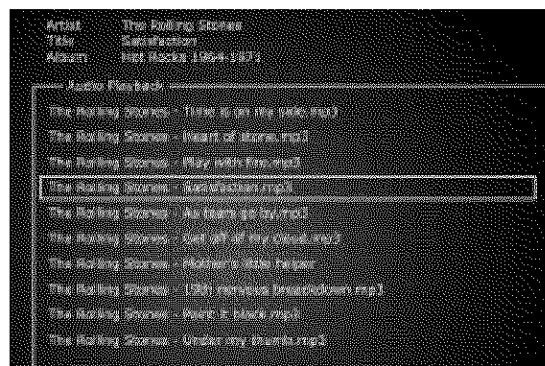 Artist The Rolling Stones
Title Satisfaction
Album Hot Rocks 1964-1971
Audio Playback
The Rolling Stones - Time is on my side.mp3
The Rolling Stones - Heart of stone.mp3
The Rolling Stones - Play with fire.mp3
The Rolling Stones - Satisfaction.mp3
The Rolling Stones - As tears go by.mp3
The Rolling Stones - Get off of my cloud.mp3
The Rolling Stones - Mothers little helper
The Rolling Stones - 19th nervous breakdown.mp3
The Rolling Stones - Paint it black.mp3
The Rolling Stones - Under my thumb.mp3